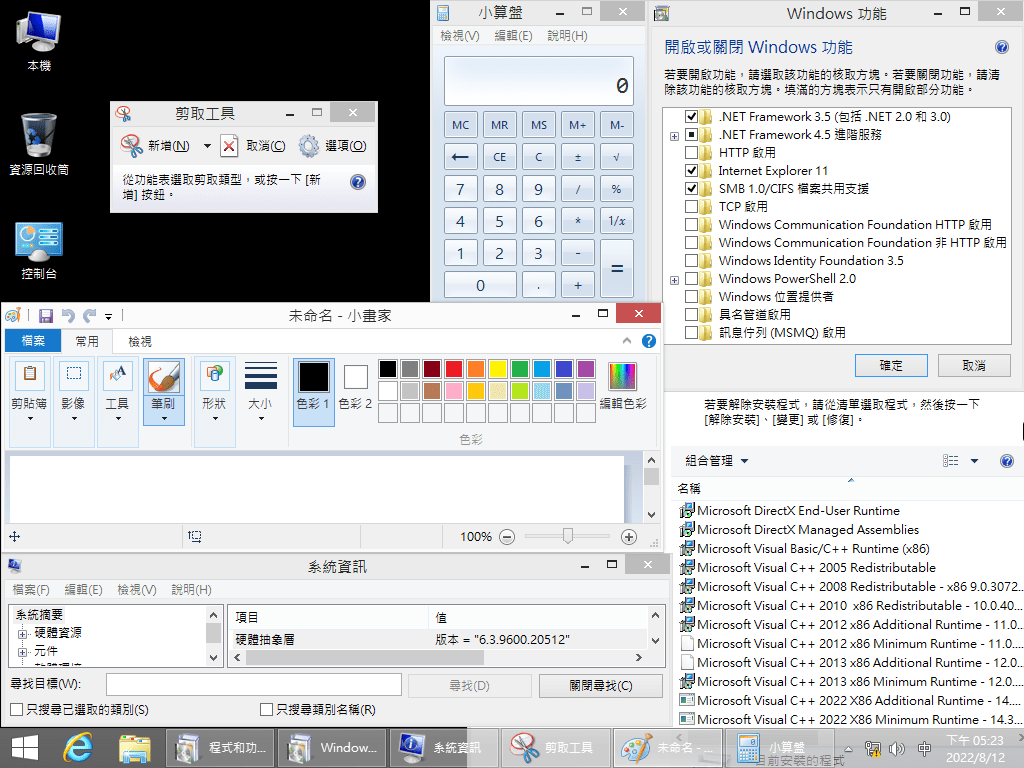 本機
資源回收筒
控制台
剪取工具
新增(N)
取消(C)
選項(O)
從功能表選取剪取類型，或按一下 [新
增] 按鈕。
小算盤
檢視(V) 編輯(E) 說明(H)
0
MC MR MS M+ M-
← CE C ± √
7 8 9 / %
4 5 6 * 1/x
1 2 3 - =
0 . +
Windows 功能
開啟或關閉 Windows 功能
若要開啟功能，請選取該功能的核取方塊。若要關閉功能，請清
除該功能的核取方塊。填滿的方塊表示只有開啟部分功能。
.NET Framework 3.5 (包括 .NET 2.0 和 3.0)
.NET Framework 4.5 進階服務
HTTP 啟用
Internet Explorer 11
SMB 1.0/CIFS 檔案共用支援
TCP 啟用
Windows Communication Foundation HTTP 啟用
Windows Communication Foundation 非 HTTP 啟用
Windows Identity Foundation 3.5
Windows PowerShell 2.0
Windows 位置提供者
具名管道啟用
訊息佇列 (MSMQ) 啟用
確定 取消
未命名 - 小畫家
檔案 常用 檢視
剪貼簿 影像 工具 筆刷 形狀 大小 色彩 1 色彩 2 編輯色彩
色彩
100%
若要解除安裝程式，請從清單選取程式，然後按一下
[解除安裝]、[變更] 或 [修復]。
組合管理
名稱
Microsoft DirectX End-User Runtime
Microsoft DirectX Managed Assemblies
Microsoft Visual Basic/C++ Runtime (x86)
Microsoft Visual C++ 2005 Redistributable
Microsoft Visual C++ 2008 Redistributable - x86 9.0.3072...
Microsoft Visual C++ 2010  x86 Redistributable - 10.0.40...
Microsoft Visual C++ 2012 x86 Additional Runtime - 11.0...
Microsoft Visual C++ 2012 x86 Minimum Runtime - 11.0...
Microsoft Visual C++ 2013 x86 Additional Runtime - 12.0...
Microsoft Visual C++ 2013 x86 Minimum Runtime - 12.0...
Microsoft Visual C++ 2022 X86 Additional Runtime - 14....
Microsoft Visual C++ 2022 X86 Minimum Runtime - 14.3...
系統資訊
檔案(F) 編輯(E) 檢視(V) 說明(H)
系統摘要
硬體資源
元件
項目 值
硬體抽象層 版本 = "6.3.9600.20512"
尋找目標(W):
尋找(D) 關閉尋找(C)
只搜尋已選取的類別(S) 只搜尋類別名稱(R)
程式和功... Window... 系統資訊 剪取工具 未命名 - ... 小算盤
目前安裝的程式
中
下午 05:23
2022/8/12